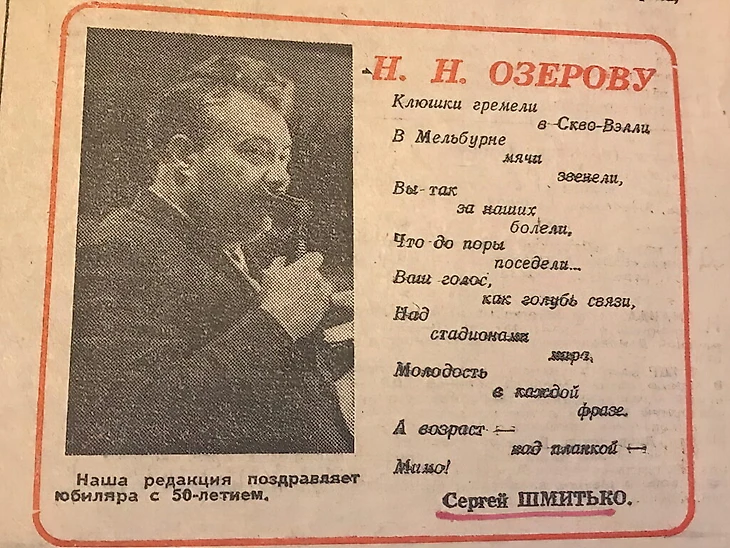 Н. Н. ОЗЕРОВУ
Клюшки гремели
в Скво-Вэлли
В Мельбурне
мячи
звенели,
Вы так
за наших
болели,
Что до поры
поседели...
Ваш голос,
как голубь связи,
Над
стадионами
мира,
Молодость
в каждой
фразе.
А возраст —
над планкой —
Мимо!
Сергей ШМИТЬКО.
Наша редакция поздравляет
юбиляра с 50-летием.